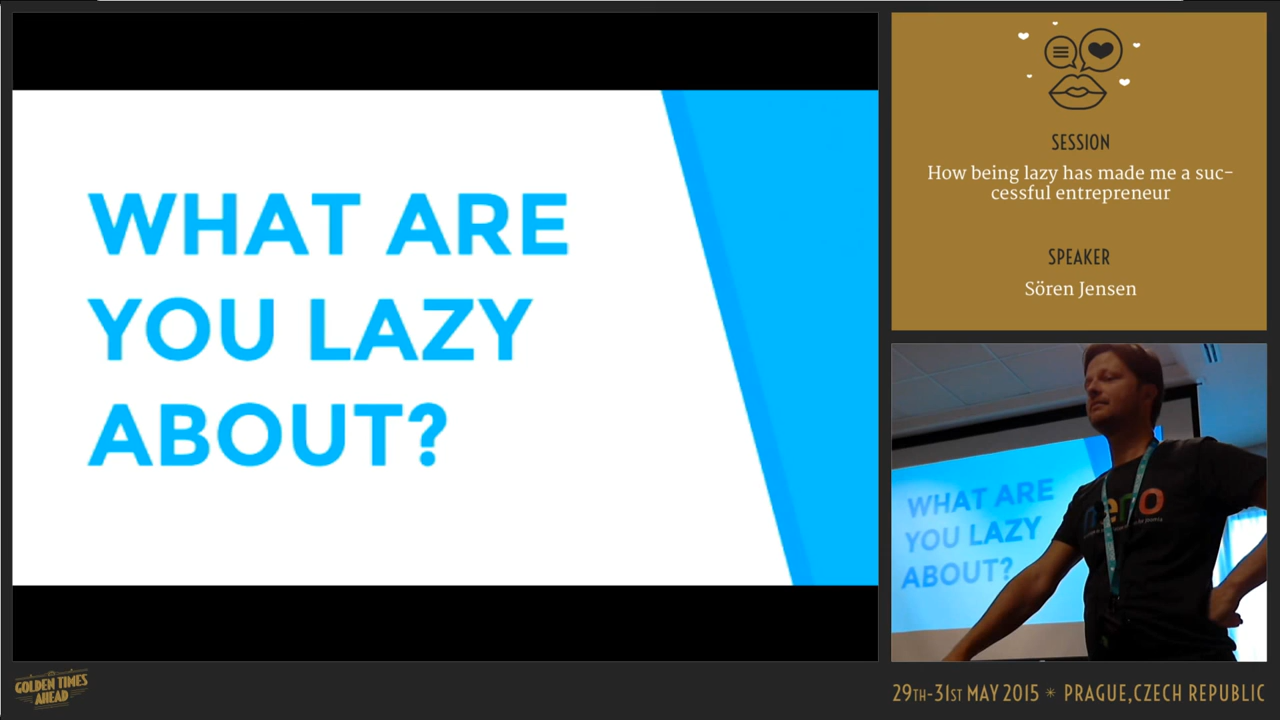 WHAT ARE
YOU LAZY
ABOUT?
SESSION
How being lazy has made me a suc-
cessful entrepreneur
SPEAKER
Sören Jensen
WHAT ARE
YOU LAZY
ABOUT?
GOLDEN TIMES
AHEAD
29TH-31ST MAY 2015 * PRAGUE,CZECH REPUBLIC